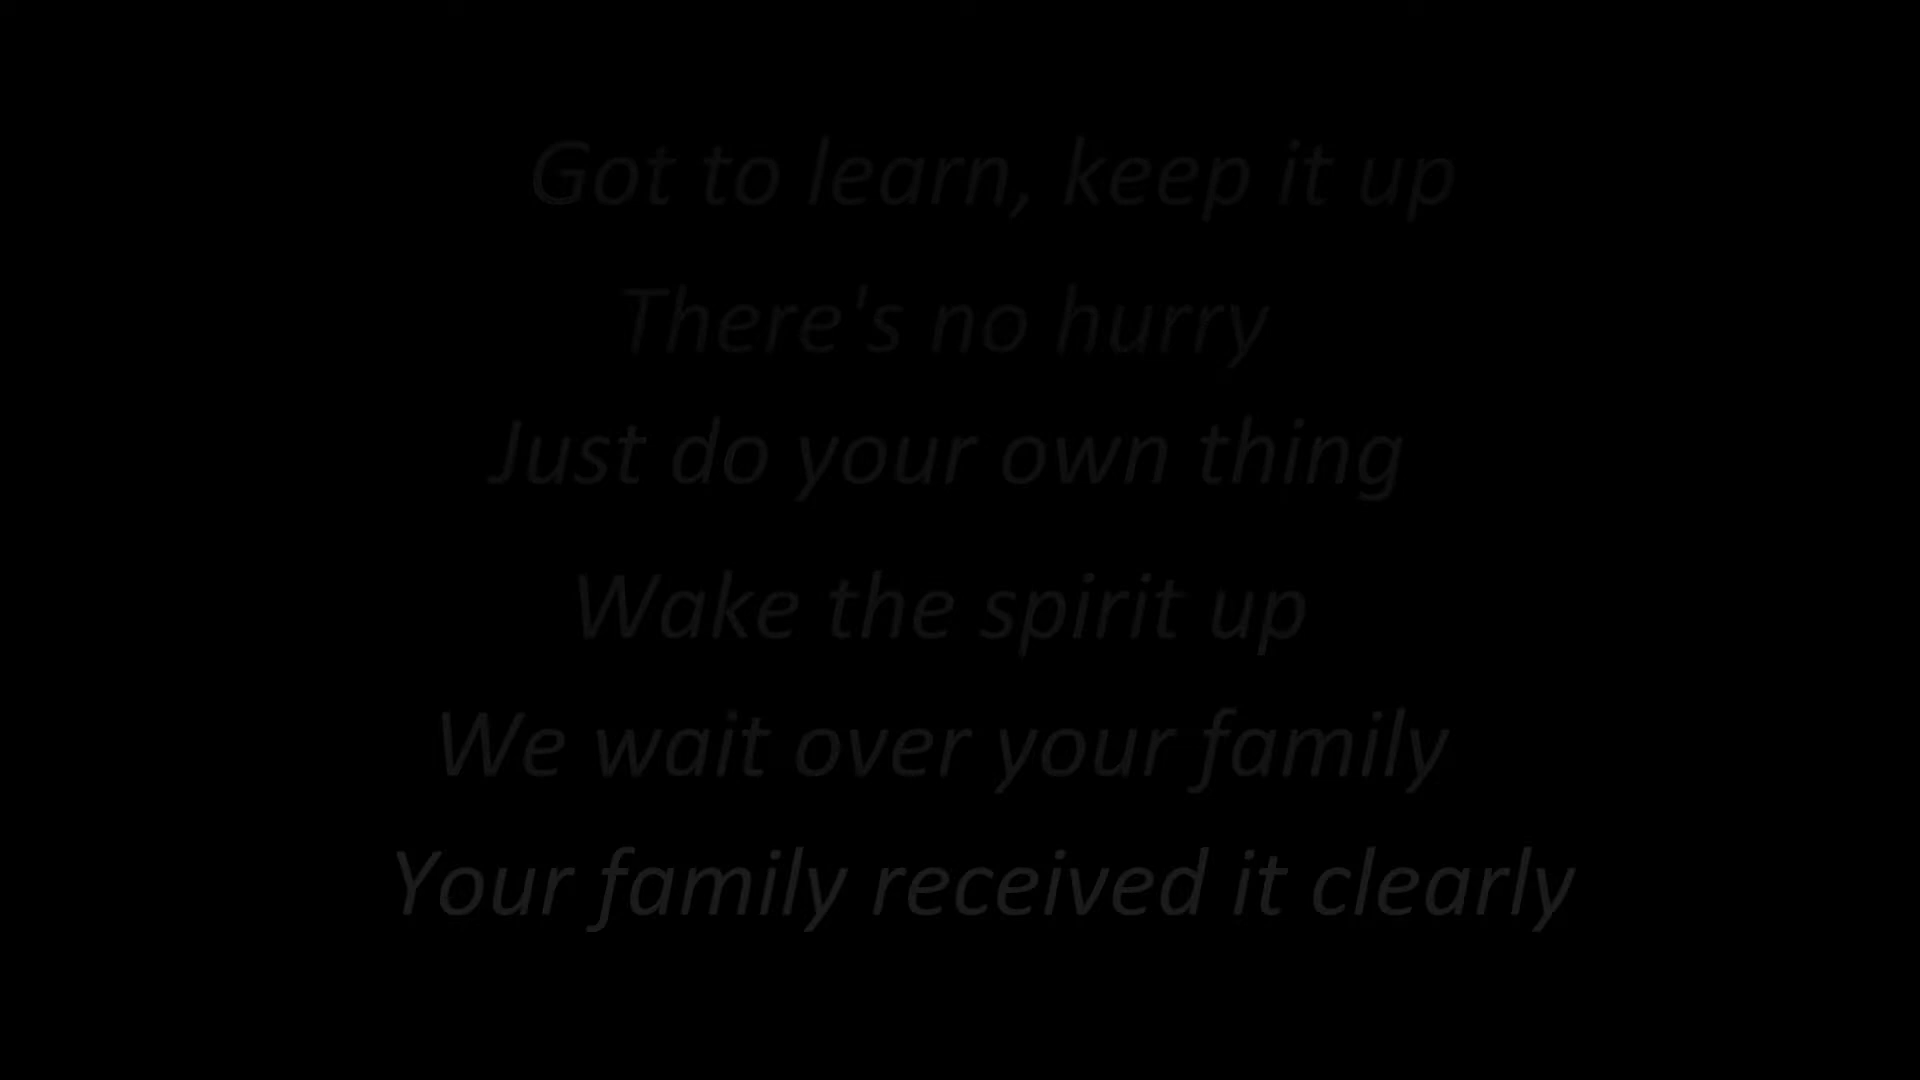 Got to learn, keep it up
There's no hurry
Just do your own thing
Wake the spirit up
We wait over your family
Your family received it clearly